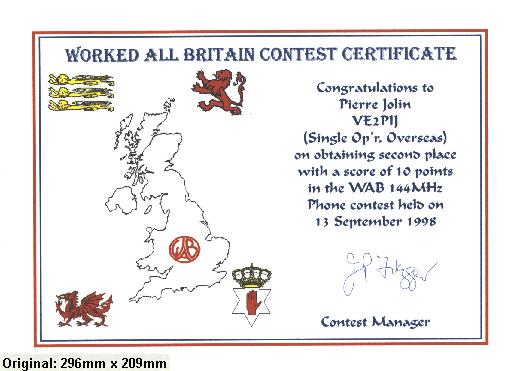 WORKED ALL BRITAIN CONTEST CERTIFICATE
Congratulations to
Pierre Jolin
VE2PIJ
(Single Op'r. Overseas)
on obtaining second place
with a score of 10 points
in the WAB 144MHz
Phone contest held on
13 September 1998
WAB
Contest Manager
Original: 296mm x 209mm